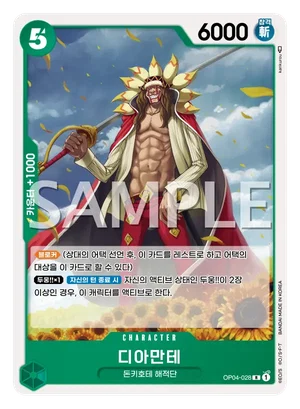 5
6000
참격
斬
카운터 +1000
SAMPLE
블로커 (상대의 어택 선언 후, 이 카드를 레스트로 하고 어택의
대상을 이 카드로 할 수 있다)
두웅!!×1 자신의 턴 종료 시 자신의 액티브 상태인 두웅!!이 2장
이상인 경우, 이 캐릭터를 액티브로 한다.
CHARACTER
디아만테
돈키호테 해적단
OP04-028 R 1
BANDAI MADE IN KOREA